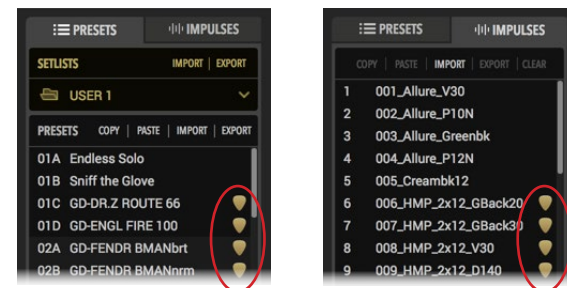 PRESETS IMPULSES
SETLISTS IMPORT | EXPORT
USER 1
PRESETS COPY | PASTE | IMPORT | EXPORT
01A Endless Solo
01B Sniff the Glove
01C GD-DR.Z ROUTE 66
01D GD-ENGL FIRE 100
02A GD-FENDR BMANbrt
02B GD-FENDR BMANnrm
PRESETS IMPULSES
COPY | PASTE | IMPORT | EXPORT | CLEAR
1 001_Allure_V30
2 002_Allure_P10N
3 003_Allure_Greenbk
4 004_Allure_P12N
5 005_Creambk12
6 006_HMP_2x12_GBack20
7 007_HMP_2x12_GBack30
8 008_HMP_2x12_V30
9 009_HMP_2x12_D140